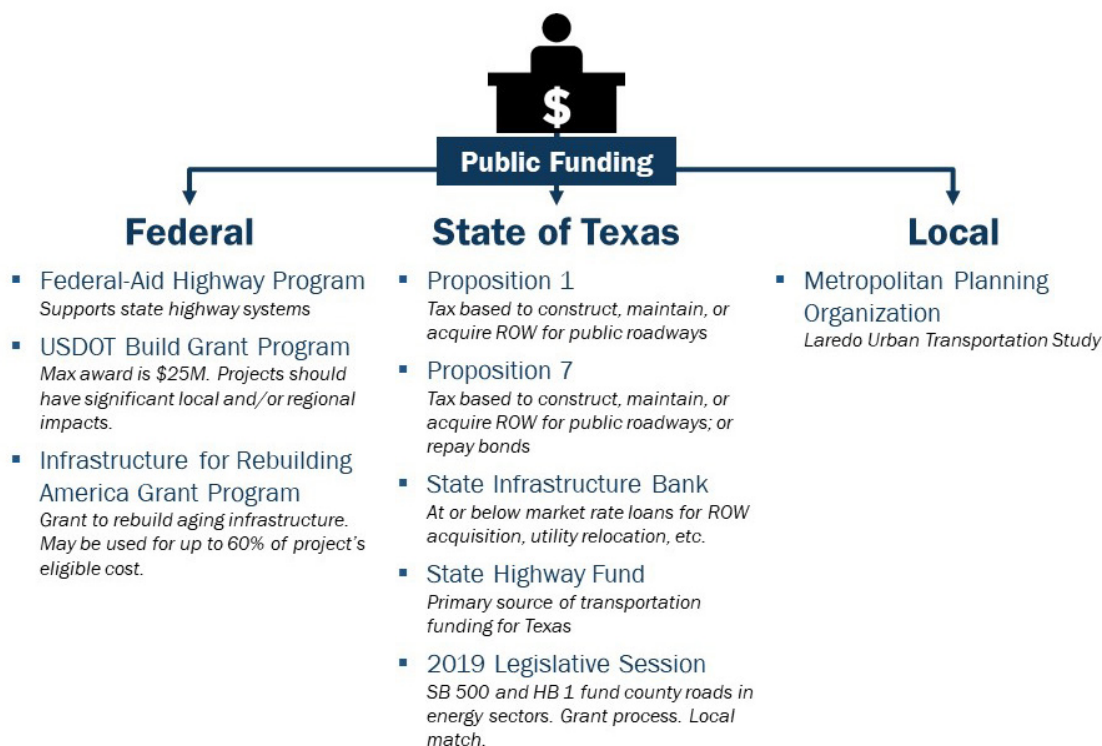 $
Public Funding
Federal
▪ Federal-Aid Highway Program
Supports state highway systems
▪ USDOT Build Grant Program
Max award is $25M. Projects should
have significant local and/or regional
impacts.
▪ Infrastructure for Rebuilding
America Grant Program
Grant to rebuild aging infrastructure.
May be used for up to 60% of project's
eligible cost.
State of Texas
▪ Proposition 1
Tax based to construct, maintain, or
acquire ROW for public roadways
▪ Proposition 7
Tax based to construct, maintain, or
acquire ROW for public roadways; or
repay bonds
▪ State Infrastructure Bank
At or below market rate loans for ROW
acquisition, utility relocation, etc.
▪ State Highway Fund
Primary source of transportation
funding for Texas
▪ 2019 Legislative Session
SB 500 and HB 1 fund county roads in
energy sectors. Grant process. Local
match.
Local
▪ Metropolitan Planning
Organization
Laredo Urban Transportation Study